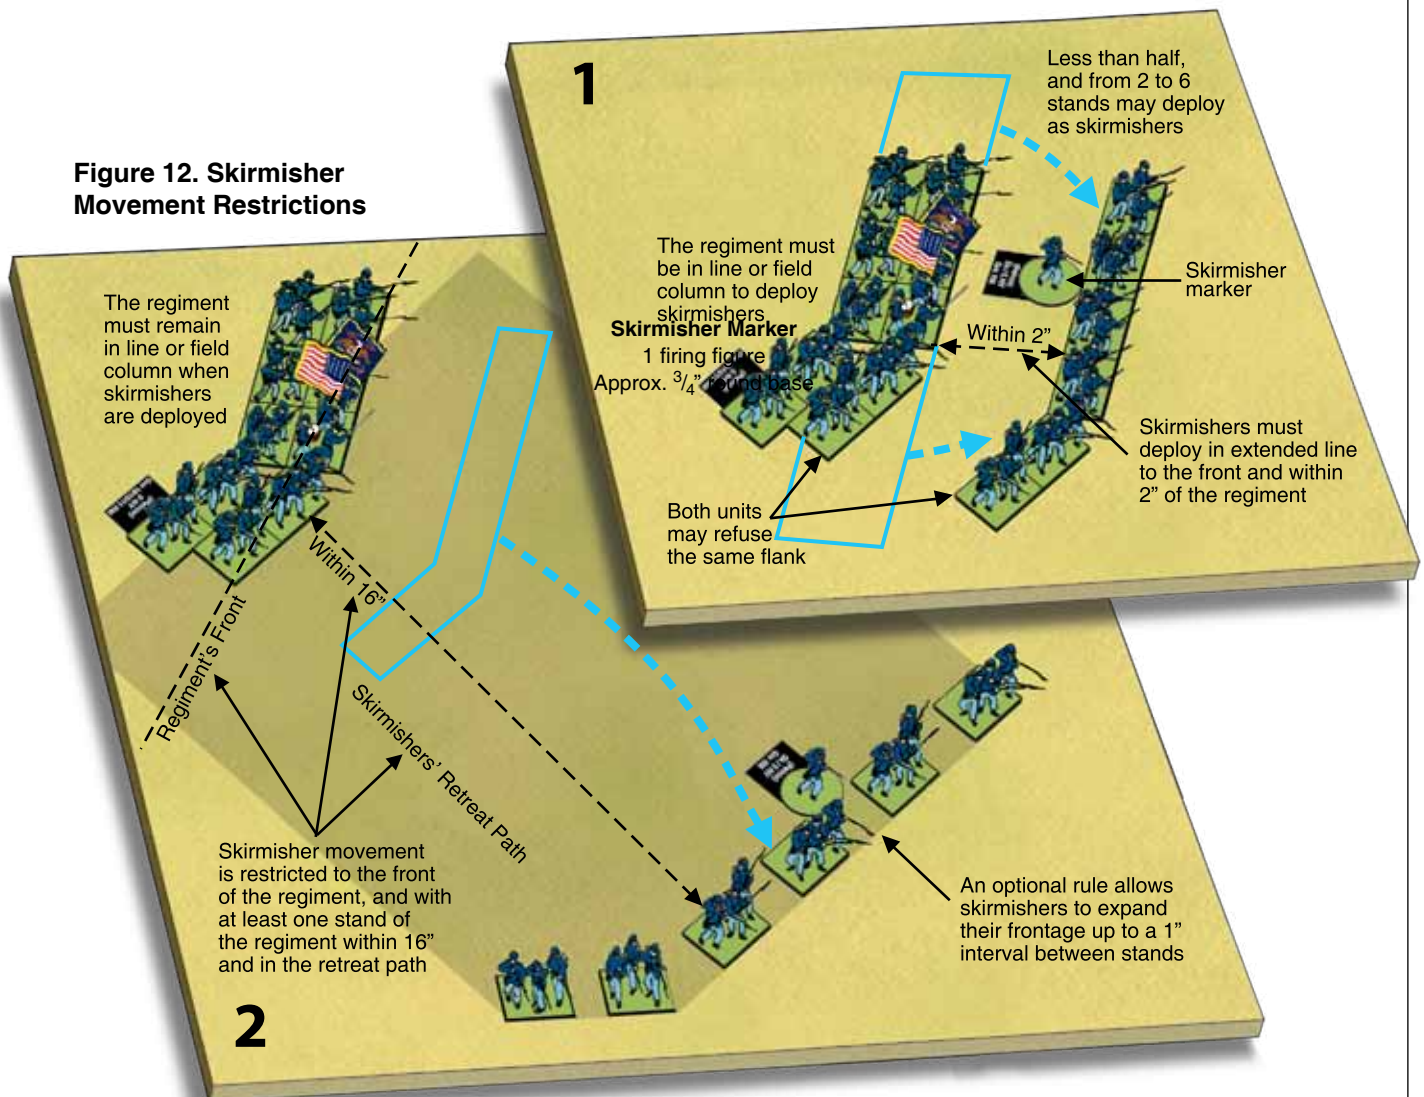 Figure 12. Skirmisher
Movement Restrictions
1
Less than half,
and from 2 to 6
stands may deploy
as skirmishers
The regiment must
be in line or field
column to deploy
skirmishers
Skirmisher Marker
1 firing figure
Approx. 3/4” round base
Skirmisher
marker
Within 2”
Skirmishers must
deploy in extended line
to the front and within
2” of the regiment
Both units
may refuse
the same flank
The regiment
must remain
in line or field
column when
skirmishers
are deployed
Within 16”
Regiment’s Front
Skirmishers’ Retreat Path
Skirmisher movement
is restricted to the front
of the regiment, and with
at least one stand of
the regiment within 16”
and in the retreat path
An optional rule allows
skirmishers to expand
their frontage up to a 1”
interval between stands
2